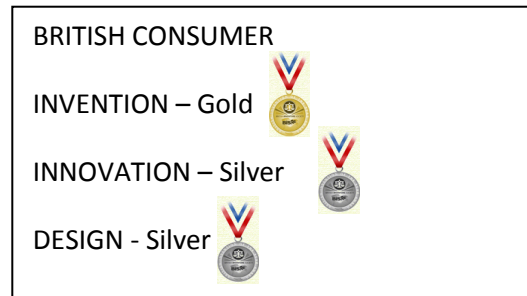 BRITISH CONSUMER
INVENTION – Gold
INNOVATION – Silver
DESIGN - Silver